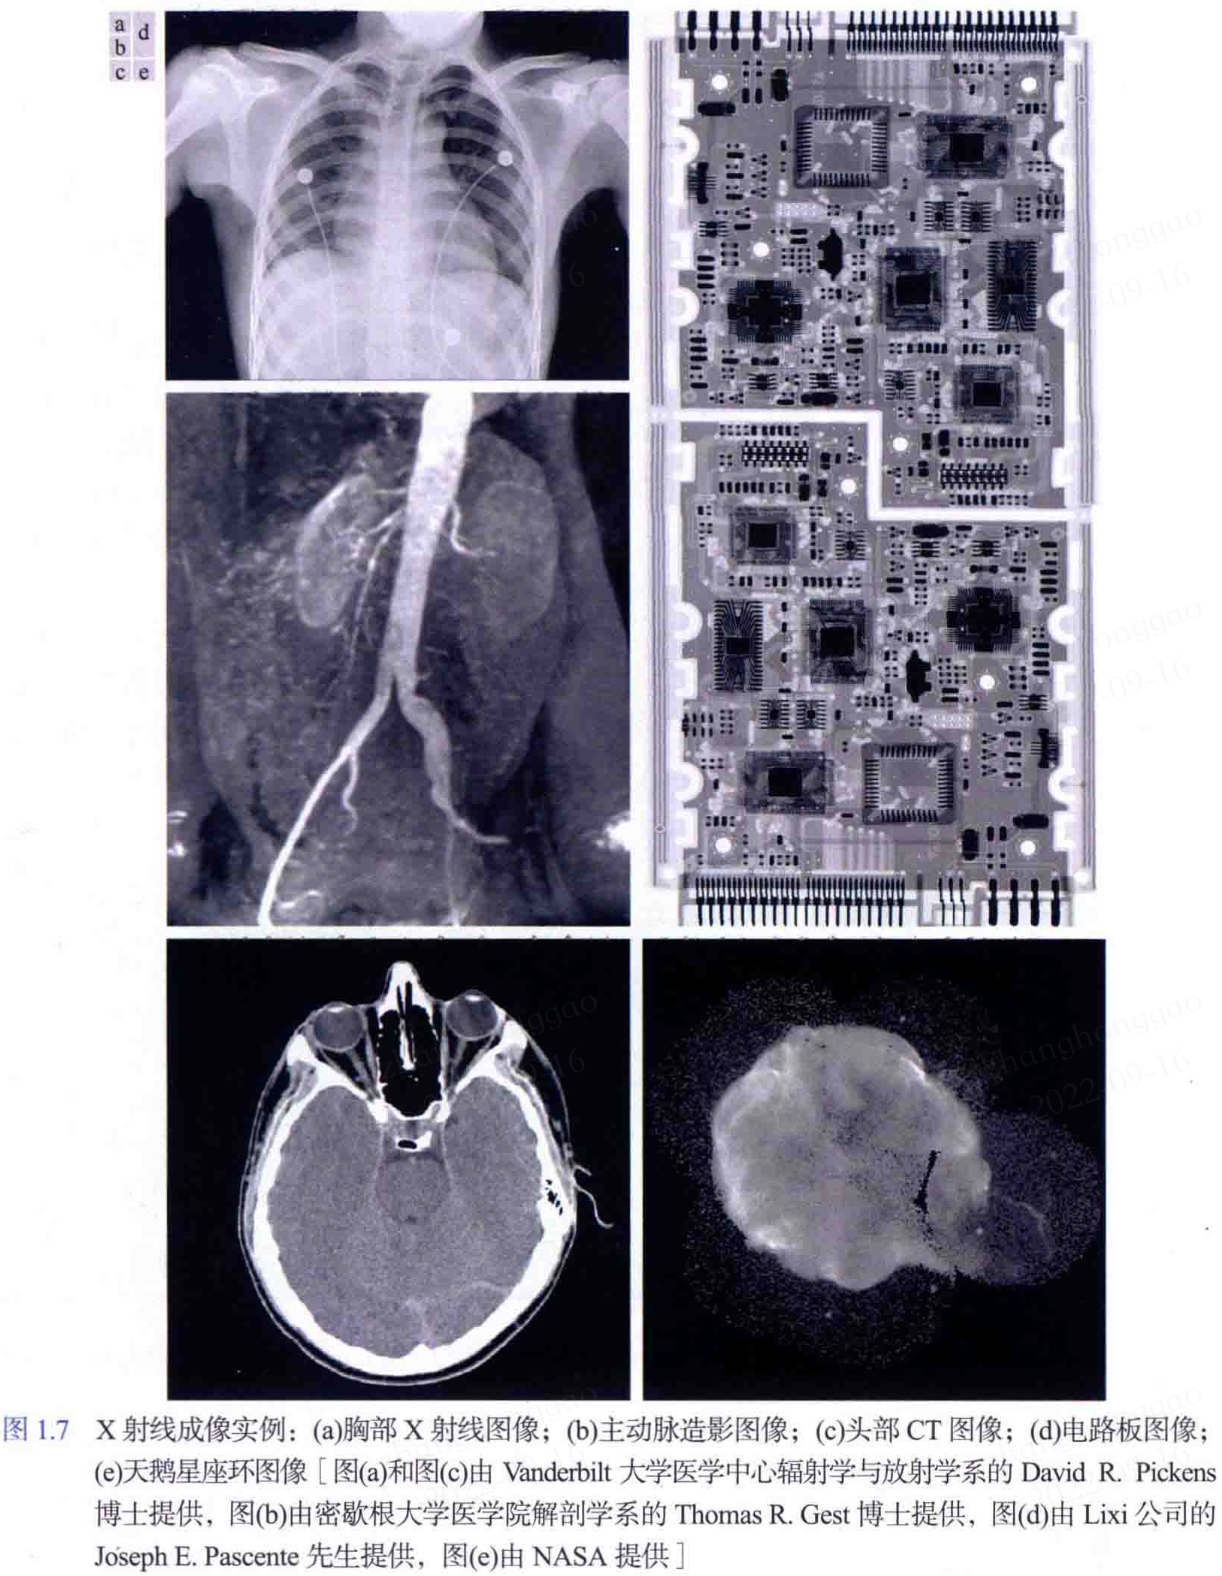 a
d
b
c e
图 1.7 X 射线成像实例：(a)胸部 X 射线图像；(b)主动脉造影图像；(c)头部 CT 图像；(d)电路板图像；
(e)天鹅星座环图像［图(a)和图(c)由 Vanderbilt 大学医学中心辐射学与放射学系的 David R. Pickens
博士提供，图(b)由密歇根大学医学院解剖学系的 Thomas R. Gest 博士提供，图(d)由 Lixi 公司的
Joseph E. Pascente 先生提供，图(e)由 NASA 提供］
hanghonggao
2022-09-16